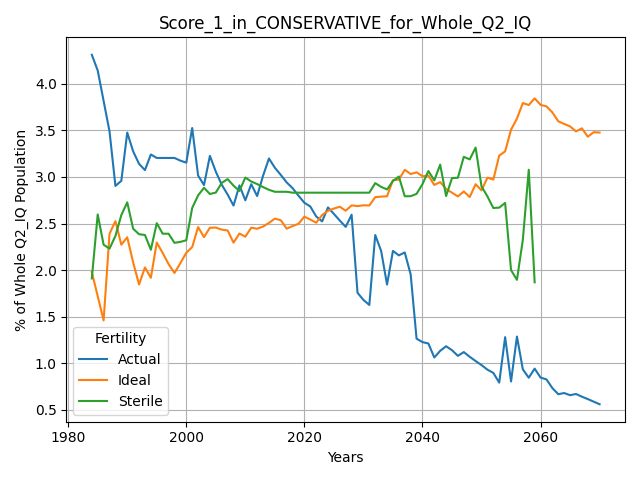 Score_1_in_CONSERVATIVE_for_Whole_Q2_IQ
% of Whole Q2_IQ Population
4.0
3.5
3.0
2.5
2.0
1.5
1.0
0.5
Fertility
Actual
Ideal
Sterile
1980
2000
2020
2040
2060
Years